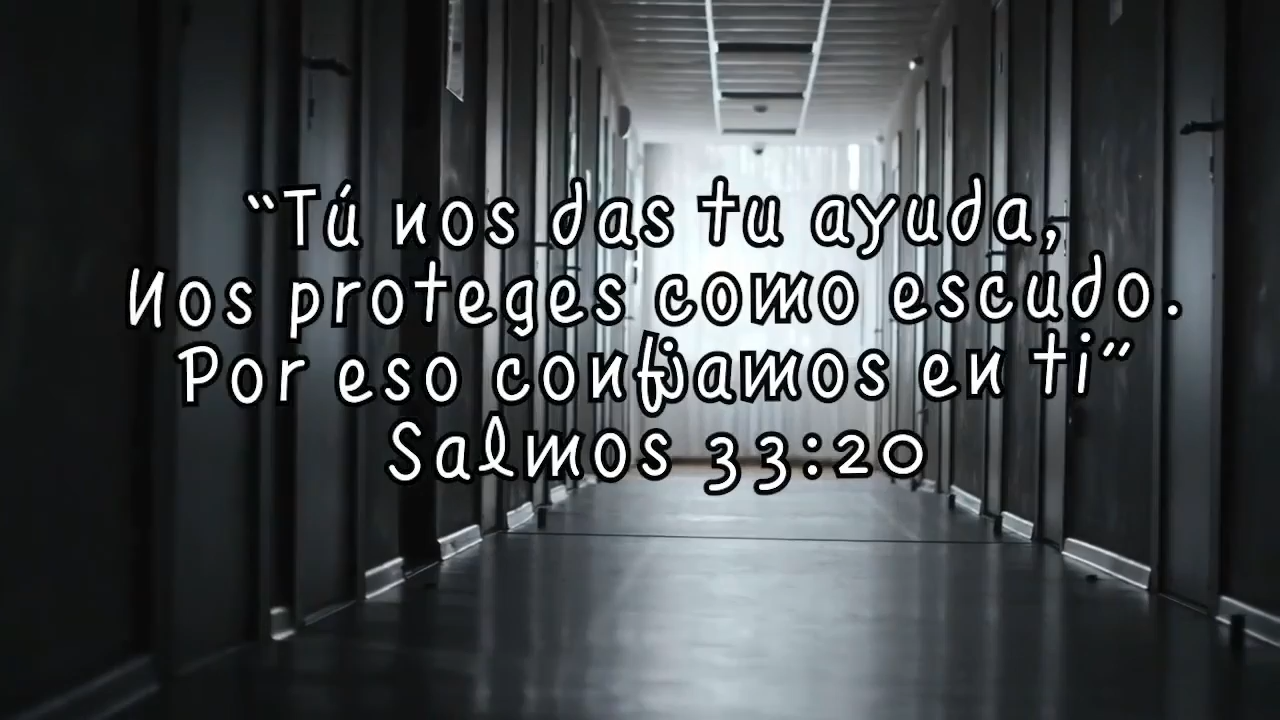 “Tú nos das tu ayuda,
Nos proteges como escudo.
Por eso confiamos en ti”
Salmos 33:20